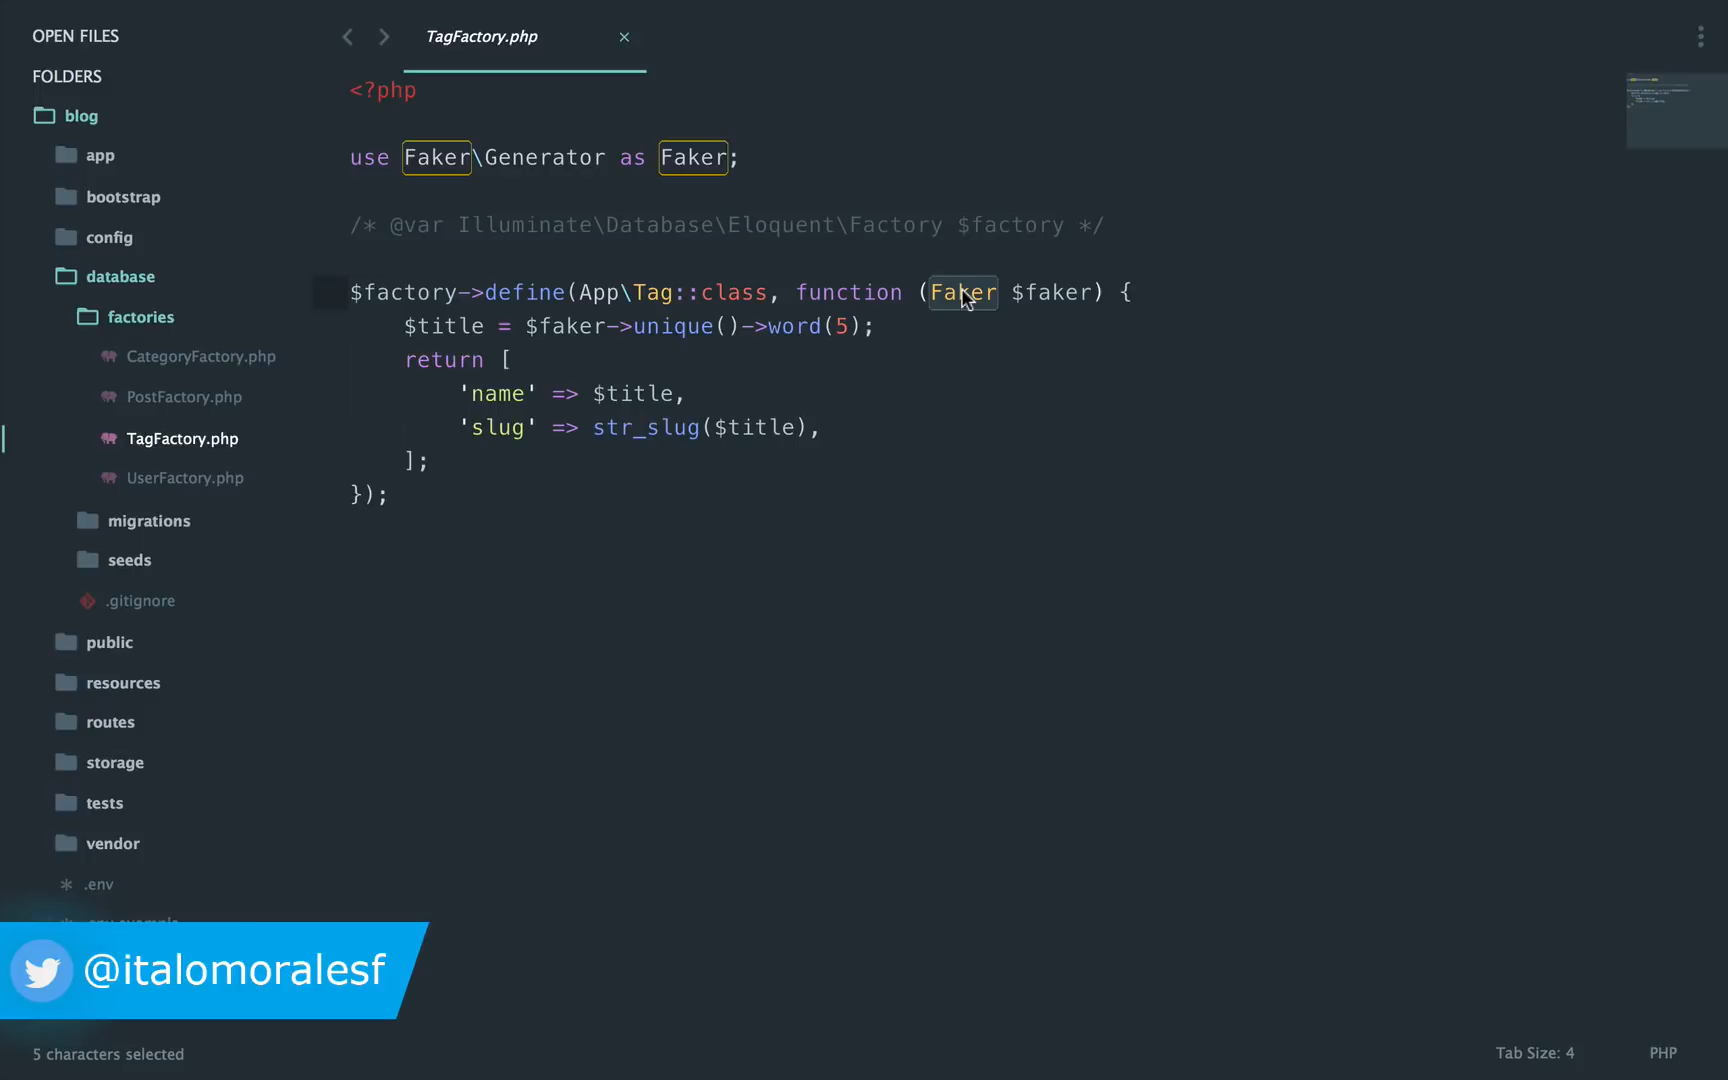 OPEN FILES
FOLDERS
blog
app
bootstrap
config
database
factories
CategoryFactory.php
PostFactory.php
TagFactory.php
UserFactory.php
migrations
seeds
.gitignore
public
resources
routes
storage
tests
vendor
.env
.env.example
TagFactory.php
<?php
use Faker\Generator as Faker;
/* @var Illuminate\Database\Eloquent\Factory $factory */
$factory->define(App\Tag::class, function (Faker $faker) {
$title = $faker->unique()->word(5);
return [
'name' => $title,
'slug' => str_slug($title),
];
});
@italomoralesf
5 characters selected
Tab Size: 4
PHP